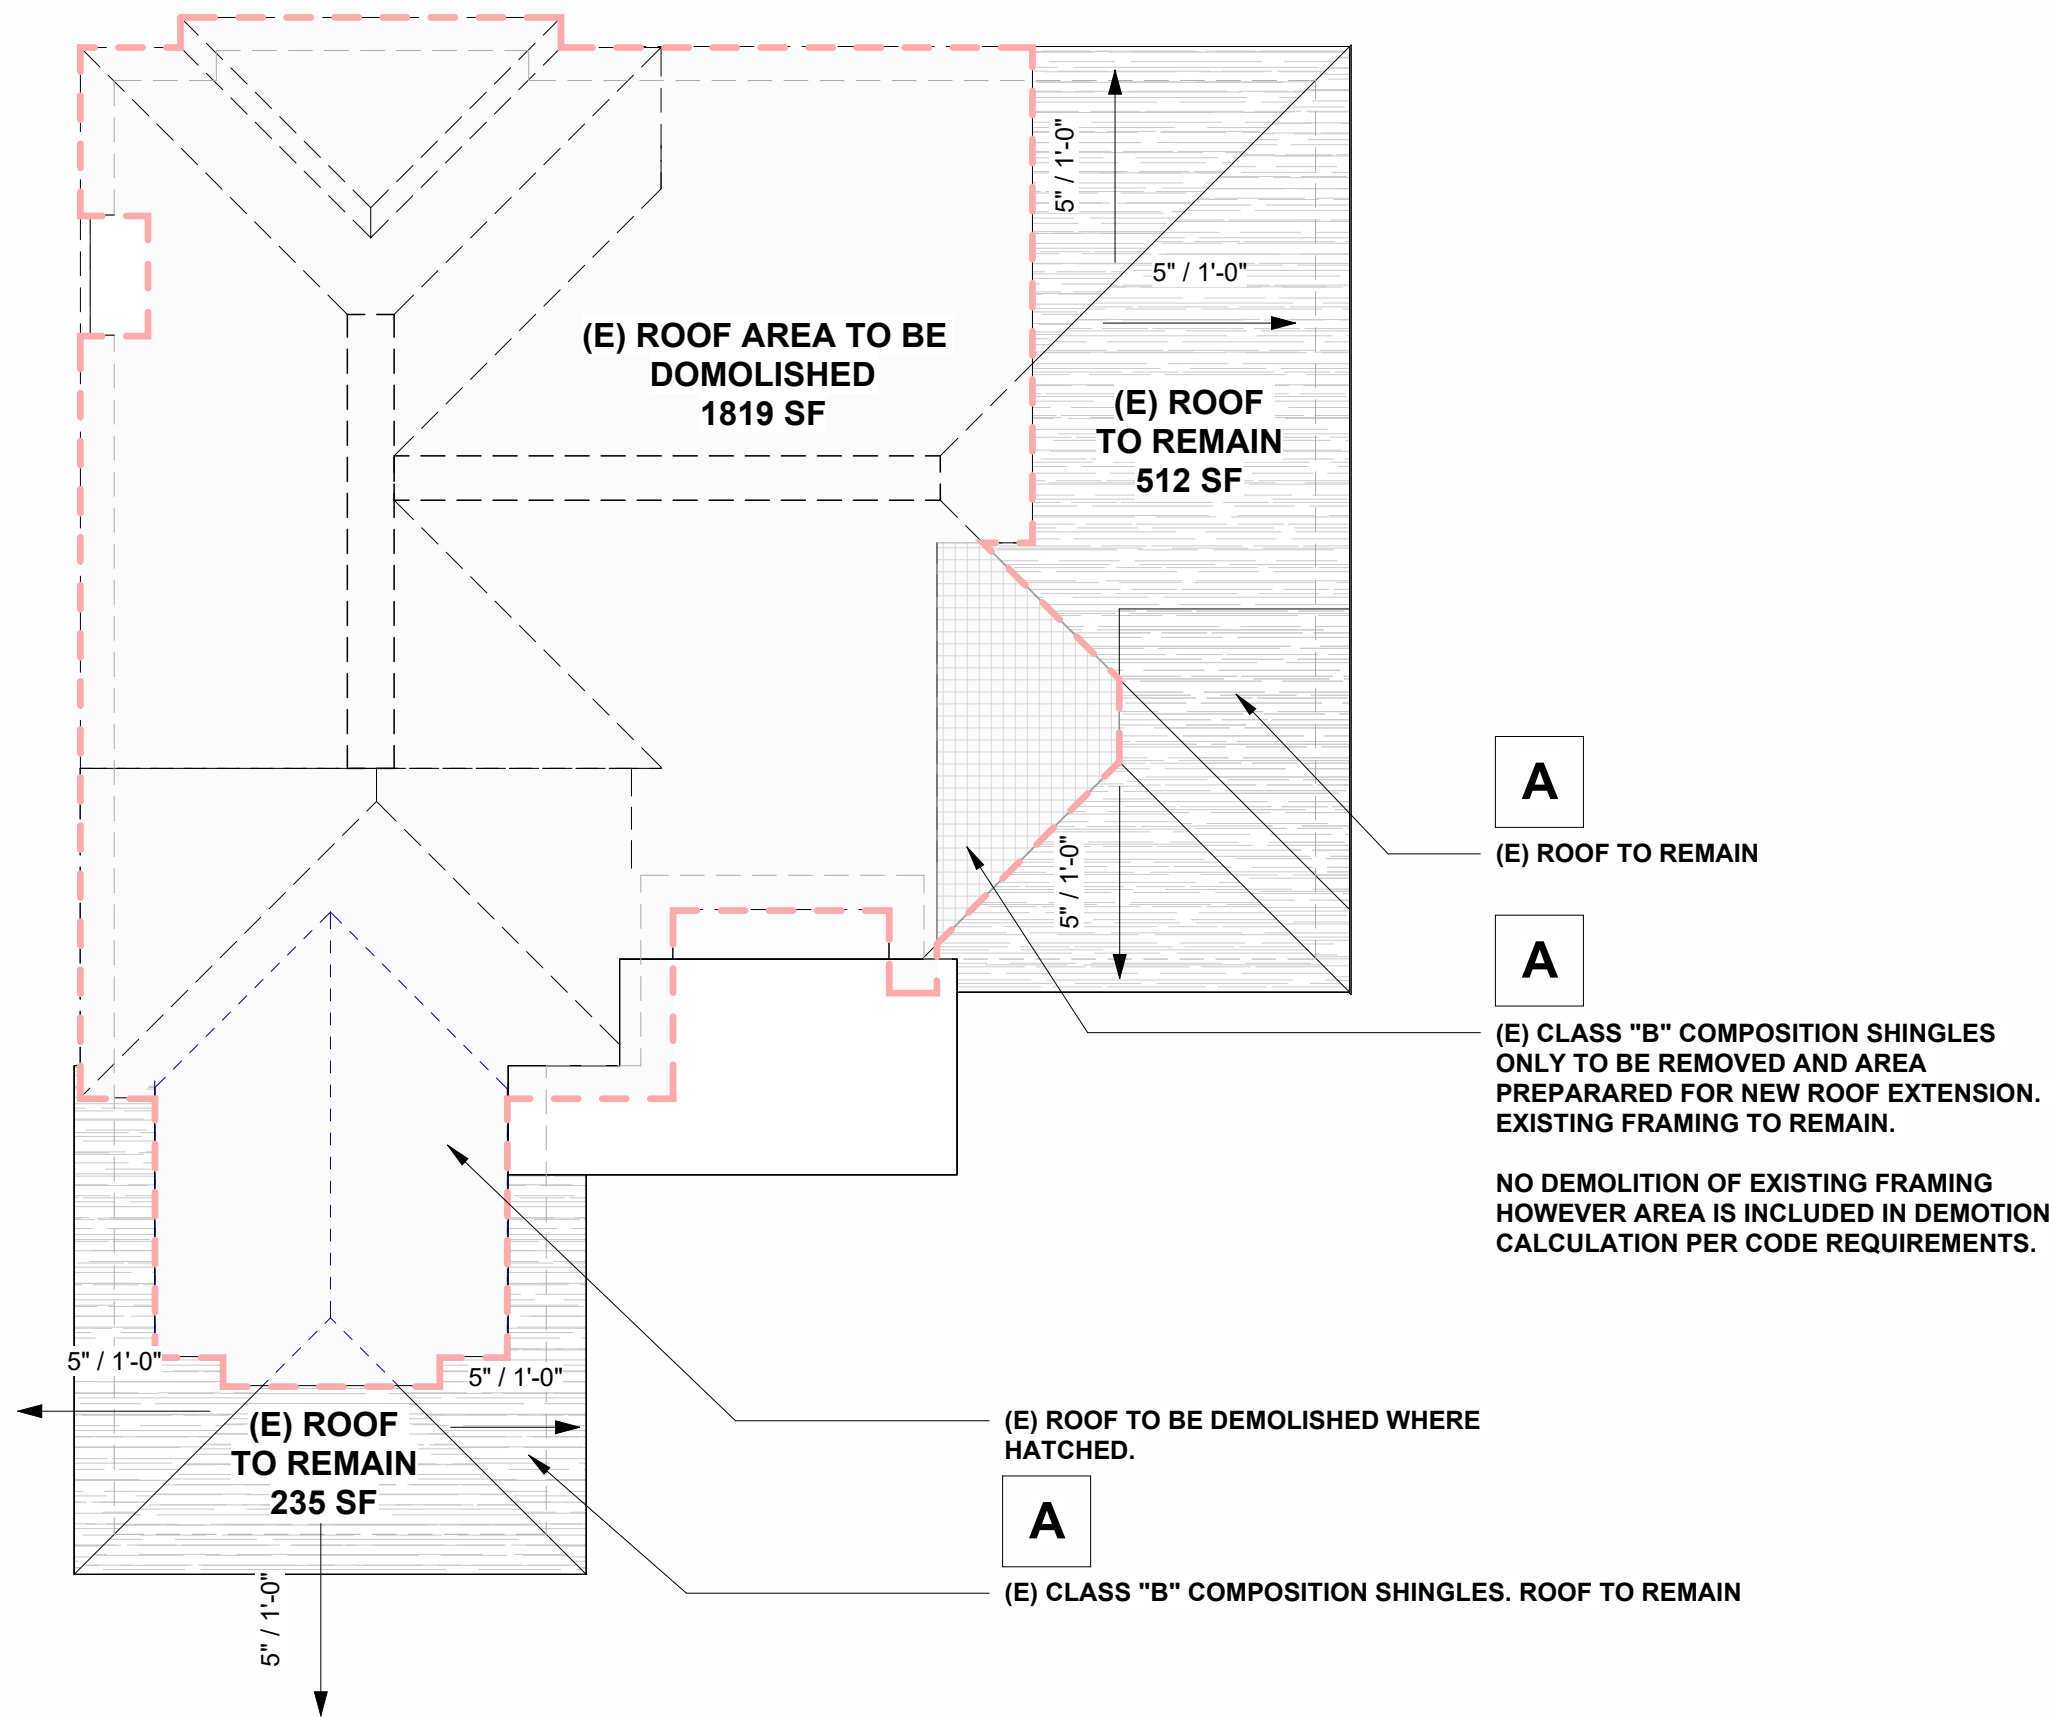 5" / 1'-0"
5" / 1'-0"
(E) ROOF AREA TO BE
DOMOLISHED
1819 SF
(E) ROOF
TO REMAIN
512 SF
A
(E) ROOF TO REMAIN
5" / 1'-0"
A
(E) CLASS "B" COMPOSITION SHINGLES
ONLY TO BE REMOVED AND AREA
PREPARARED FOR NEW ROOF EXTENSION.
EXISTING FRAMING TO REMAIN.
NO DEMOLITION OF EXISTING FRAMING
HOWEVER AREA IS INCLUDED IN DEMOTION
CALCULATION PER CODE REQUIREMENTS.
5" / 1'-0"
5" / 1'-0"
(E) ROOF
TO REMAIN
235 SF
(E) ROOF TO BE DEMOLISHED WHERE
HATCHED.
A
(E) CLASS "B" COMPOSITION SHINGLES. ROOF TO REMAIN
5" / 1'-0"